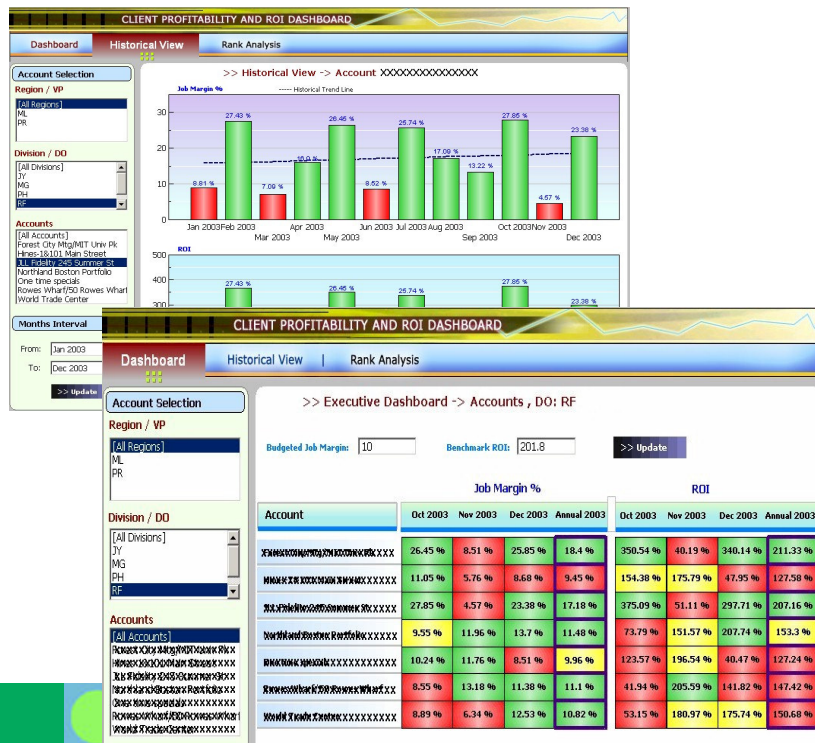 CLIENT PROFITABILITY AND ROI DASHBOARD
Dashboard Historical View Rank Analysis
Account Selection
Region / VP
[All Regions]
ML
PR
Division / DO
[All Divisions]
JY
MG
PH
RF
Accounts
[All Accounts]
Forest City Mtg/MIT Univ Pk
Hines-1&101 Main Street
JLL Fidelity 245 Summer St
Northland Boston Portfolio
One time specials
Rowes Wharf/50 Rowes Wharf
World Trade Center
Months Interval
From: Jan 2003
To: Dec 2003
>> Update
>> Historical View -> Account XXXXXXXXXXXXXXX
Job Margin % ----- Historical Trend Line
30
20
10
0
8.81 % 27.43 % 7.09 % 16.0 % 26.46 % 8.52 % 25.74 % 17.09 % 13.22 % 27.85 % 4.57 % 23.38 %
Jan 2003 Feb 2003 Apr 2003 Jun 2003 Jul 2003 Aug 2003 Oct 2003 Nov 2003
Mar 2003 May 2003 Sep 2003 Dec 2003
ROI
500
400
300
27.43 % 26.46 % 25.74 % 27.85 % 23.38 %
CLIENT PROFITABILITY AND ROI DASHBOARD
Dashboard Historical View | Rank Analysis
Account Selection
Region / VP
[All Regions]
ML
PR
Division / DO
[All Divisions]
JY
MG
PH
RF
Accounts
[All Accounts]
>> Executive Dashboard -> Accounts , DO: RF
Budgeted Job Margin: 10 Benchmark ROI: 201.8 >> Update
Job Margin % ROI
Account Oct 2003 Nov 2003 Dec 2003 Annual 2003 Oct 2003 Nov 2003 Dec 2003 Annual 2003
26.45 % 8.51 % 25.85 % 18.4 % 350.54 % 40.19 % 340.14 % 211.33 %
11.05 % 5.76 % 8.68 % 9.45 % 154.38 % 175.79 % 47.95 % 127.58 %
27.85 % 4.57 % 23.38 % 17.18 % 375.09 % 51.11 % 297.71 % 207.16 %
9.55 % 11.96 % 13.7 % 11.48 % 73.79 % 151.57 % 207.74 % 153.3 %
10.24 % 11.76 % 8.51 % 9.96 % 123.57 % 196.54 % 40.47 % 127.24 %
8.55 % 13.18 % 11.38 % 11.1 % 41.94 % 205.59 % 141.82 % 147.42 %
8.89 % 6.34 % 12.53 % 10.82 % 53.15 % 180.97 % 175.74 % 150.68 %